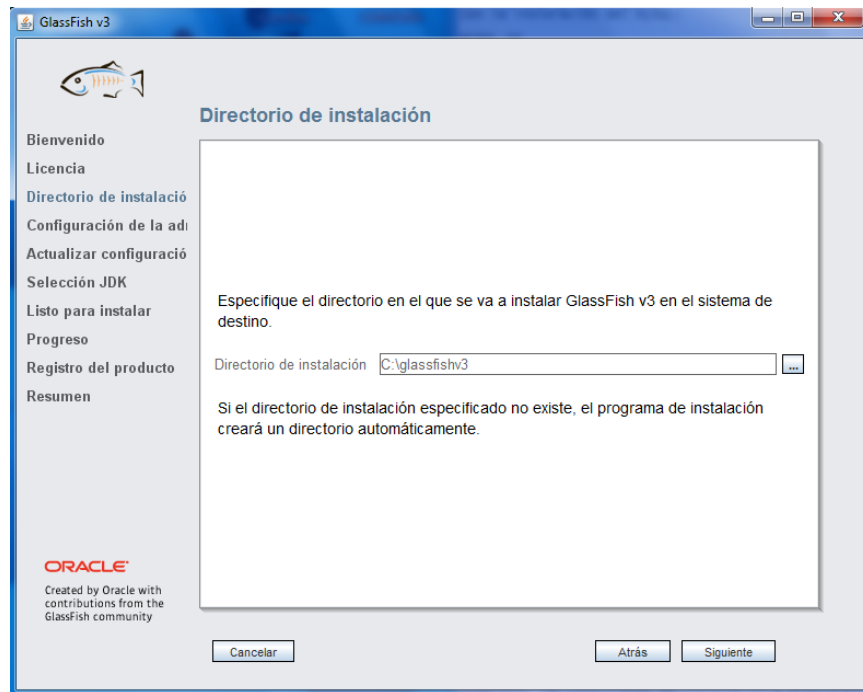 GlassFish v3
Directorio de instalación
Bienvenido
Licencia
Directorio de instalació
Configuración de la adı
Actualizar configuració
Selección JDK
Listo para instalar
Progreso
Registro del producto
Resumen
Especifique el directorio en el que se va a instalar GlassFish v3 en el sistema de
destino.
Directorio de instalación C:\glassfishv3
...
Si el directorio de instalación especificado no existe, el programa de instalación
creará un directorio automáticamente.
ORACLE
Created by Oracle with
contributions from the
GlassFish community
Cancelar
Atrás
Siguiente